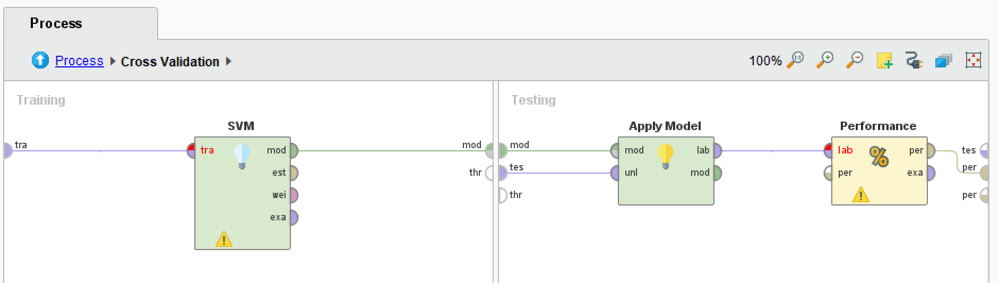 Process
Process Cross Validation
100%
Training
Testing
SVM
Apply Model
Performance
tra
tra
mod
est
wei
exa
mod
thr
mod
tes
thr
mod
unl
lab
mod
lab
per
per
exa
%
tes
per
per